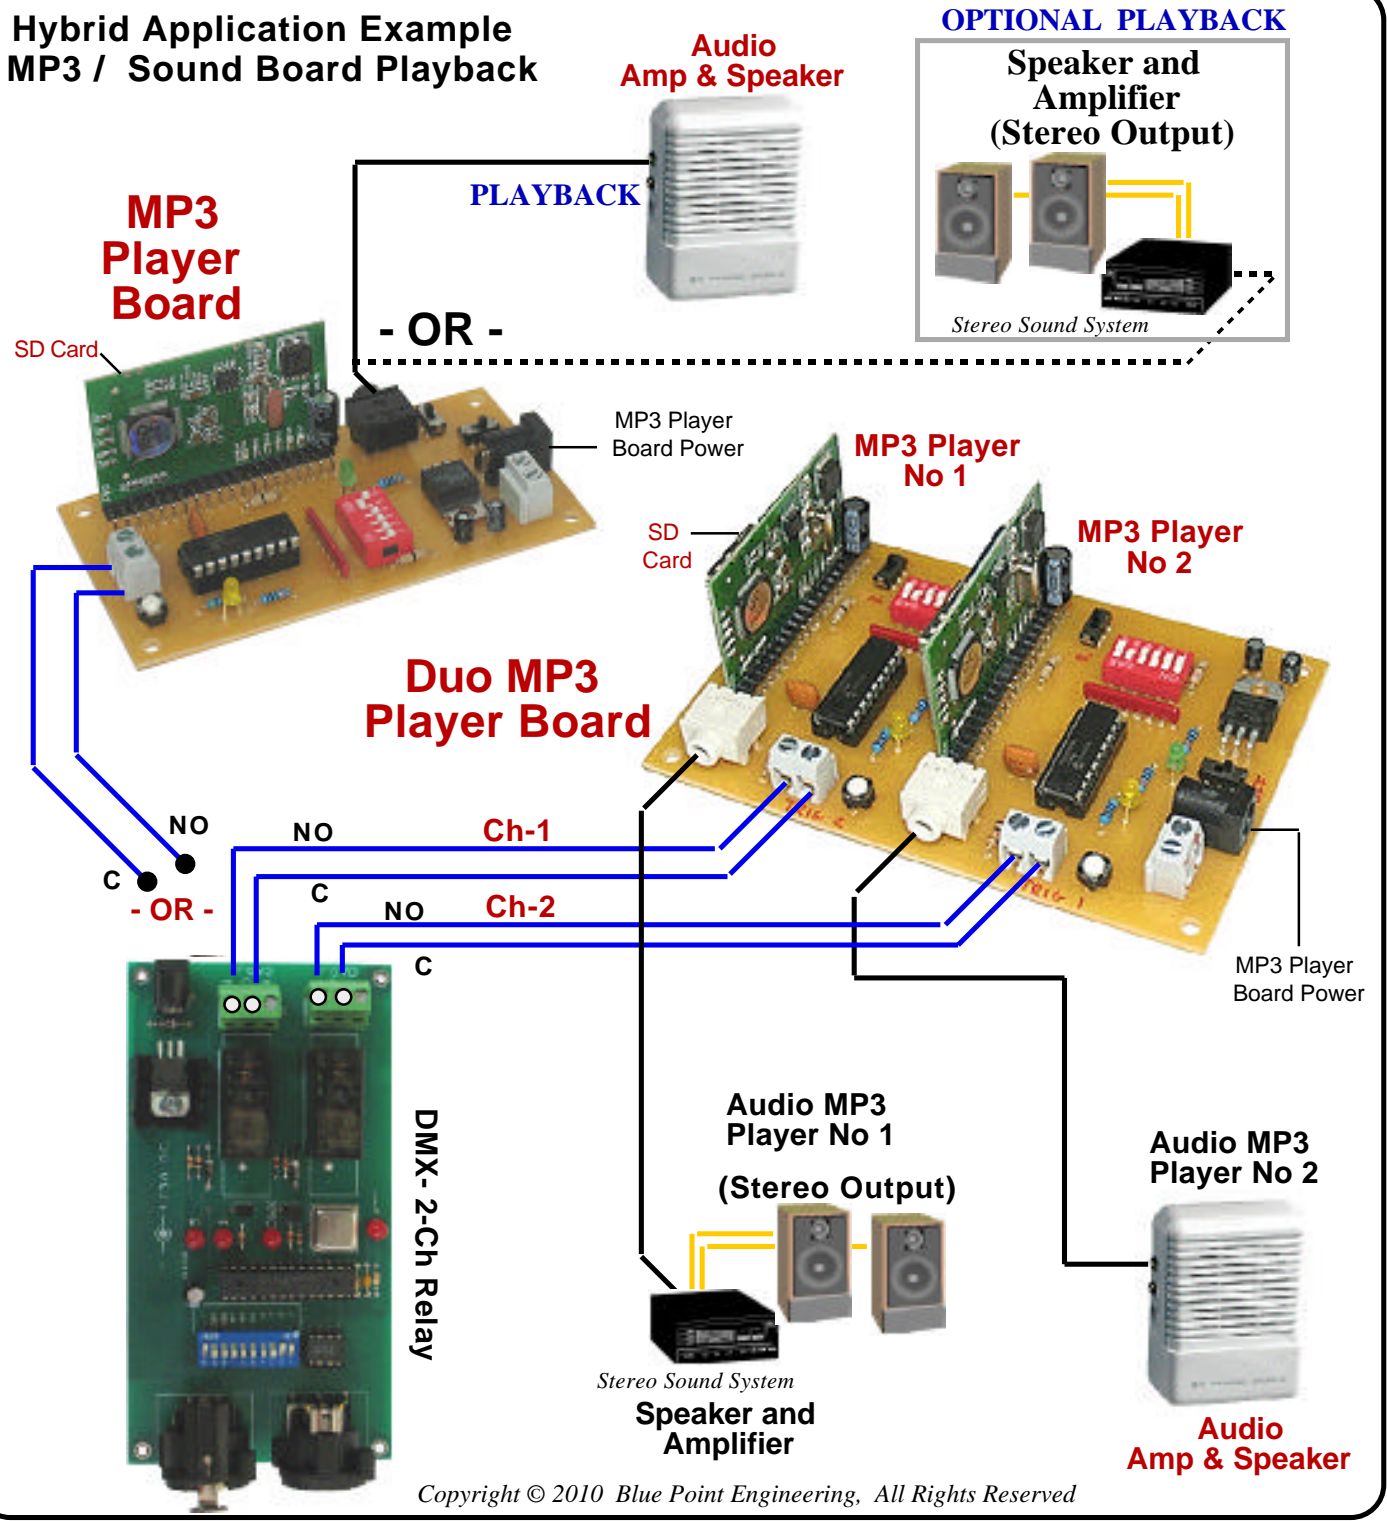 Hybrid Application Example
MP3 / Sound Board Playback
OPTIONAL PLAYBACK
Audio
Amp & Speaker
Speaker and
Amplifier
(Stereo Output)
PLAYBACK
Stereo Sound System
MP3
Player
Board
- OR -
SD Card
MP3 Player
Board Power
MP3 Player
No 1
SD
Card
MP3 Player
No 2
Duo MP3
Player Board
NO
C
- OR -
NO
Ch-1
C
NO
Ch-2
C
TRIG 2
TRIG 1
MP3 Player
Board Power
DMX- 2-Ch Relay
Audio MP3
Player No 1
(Stereo Output)
Audio MP3
Player No 2
Stereo Sound System
Speaker and
Amplifier
Audio
Amp & Speaker
Copyright © 2010 Blue Point Engineering, All Rights Reserved